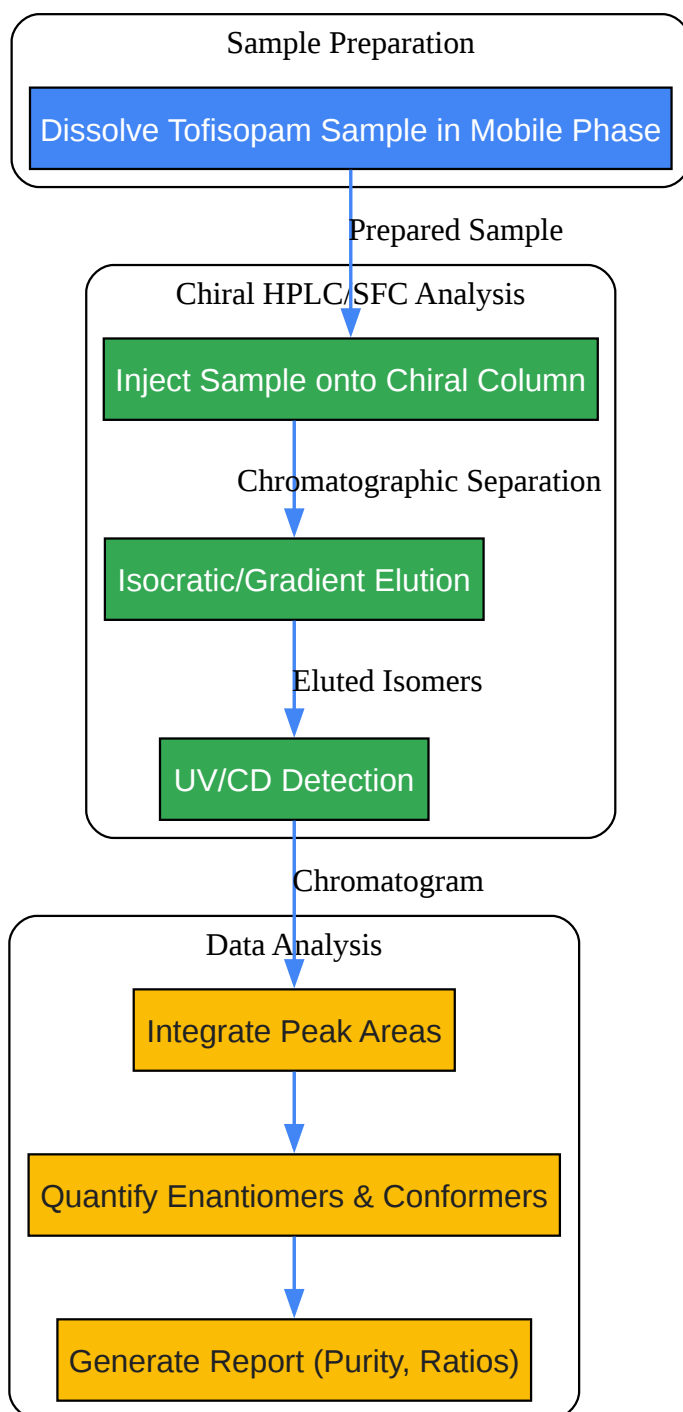 Sample Preparation
Dissolve Tofisopam Sample in Mobile Phase
Prepared Sample
Chiral HPLC/SFC Analysis
Inject Sample onto Chiral Column
Chromatographic Separation
Isocratic/Gradient Elution
Eluted Isomers
UV/CD Detection
Chromatogram
Data Analysis
Integrate Peak Areas
Quantify Enantiomers & Conformers
Generate Report (Purity, Ratios)